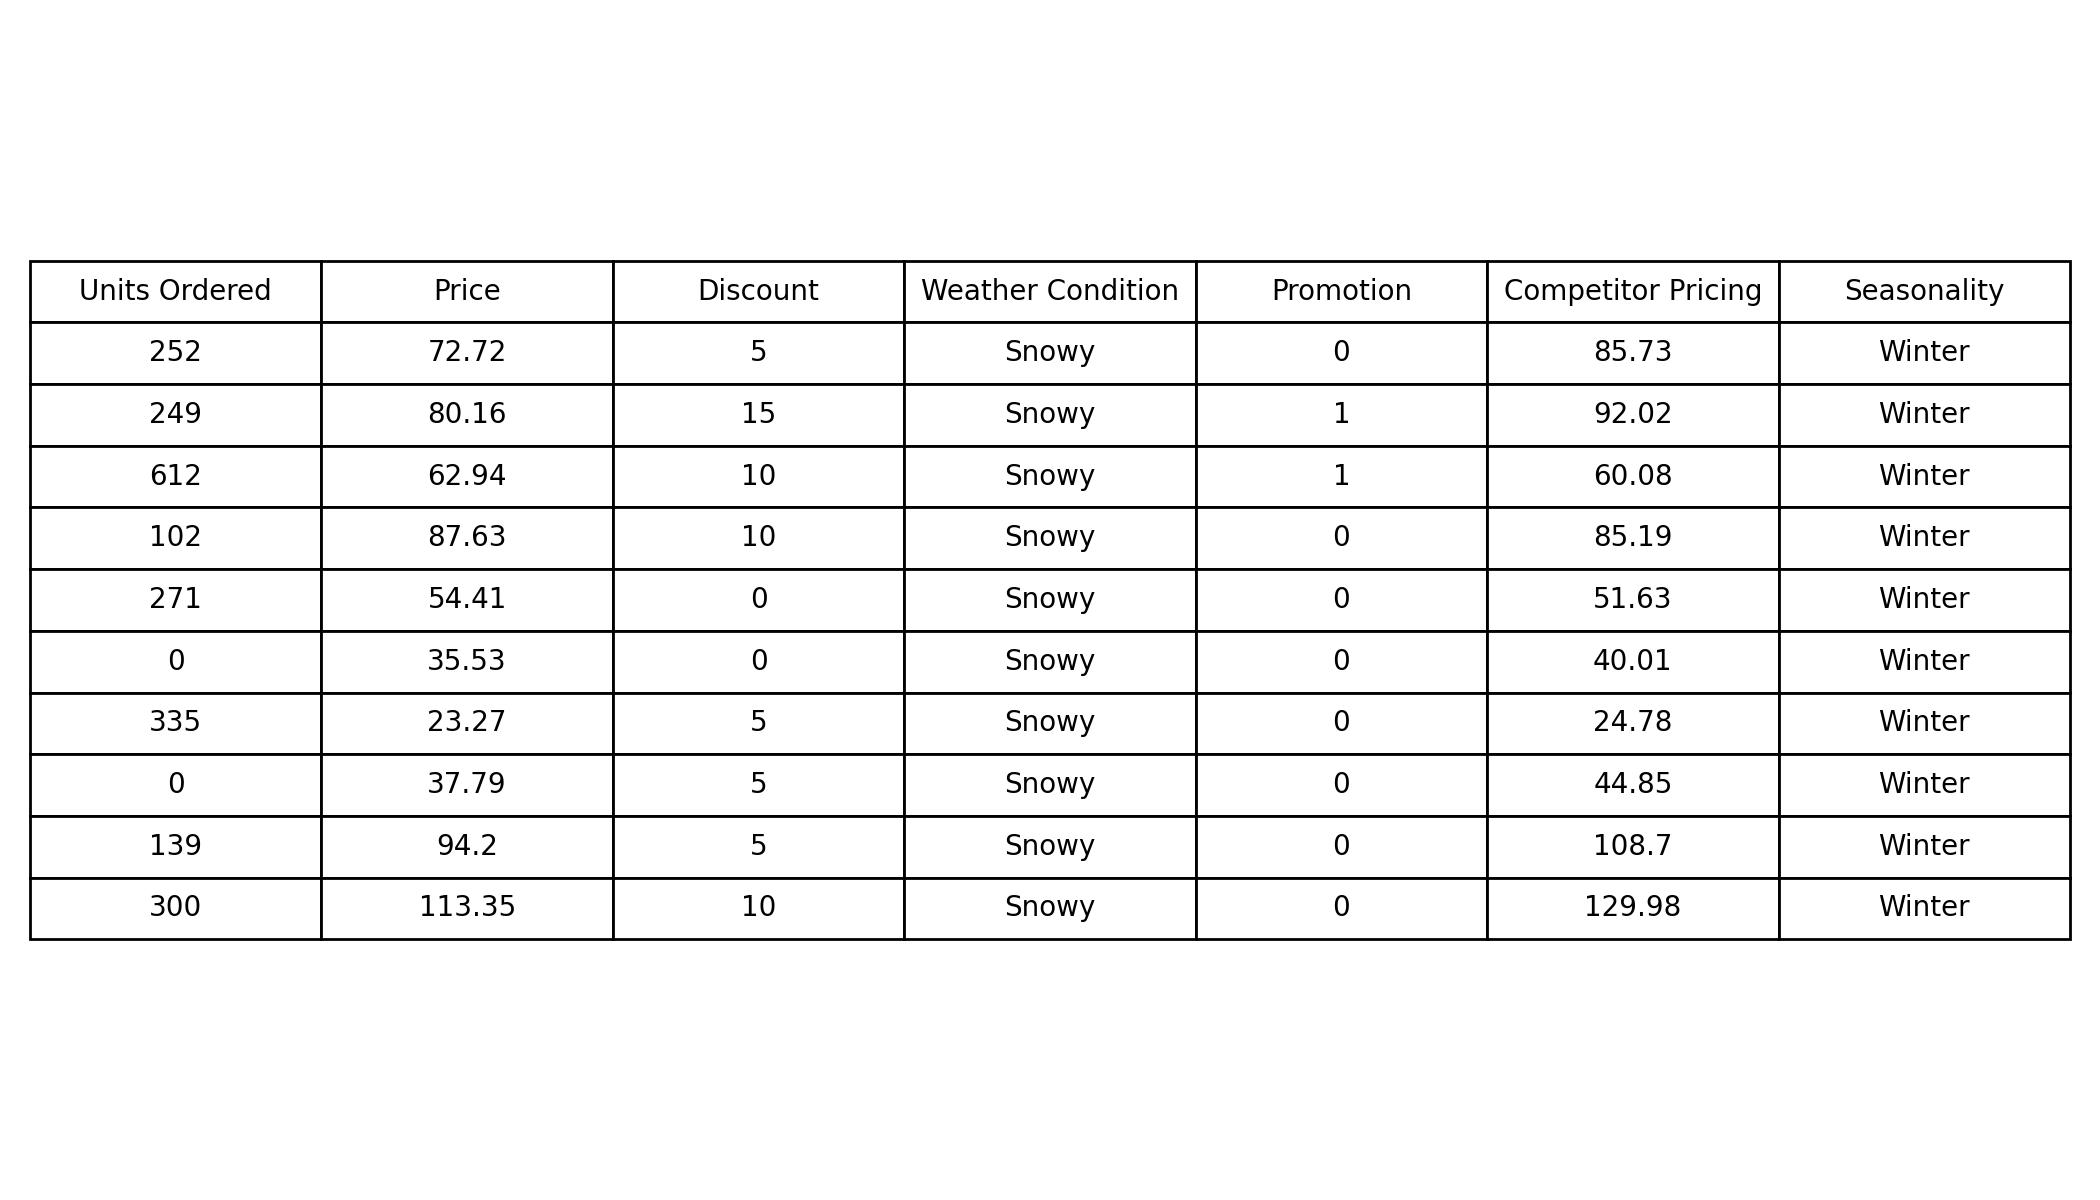 Units Ordered Price Discount Weather Condition Promotion Competitor Pricing Seasonality
252 72.72 5 Snowy 0 85.73 Winter
249 80.16 15 Snowy 1 92.02 Winter
612 62.94 10 Snowy 1 60.08 Winter
102 87.63 10 Snowy 0 85.19 Winter
271 54.41 0 Snowy 0 51.63 Winter
0 35.53 0 Snowy 0 40.01 Winter
335 23.27 5 Snowy 0 24.78 Winter
0 37.79 5 Snowy 0 44.85 Winter
139 94.2 5 Snowy 0 108.7 Winter
300 113.35 10 Snowy 0 129.98 Winter